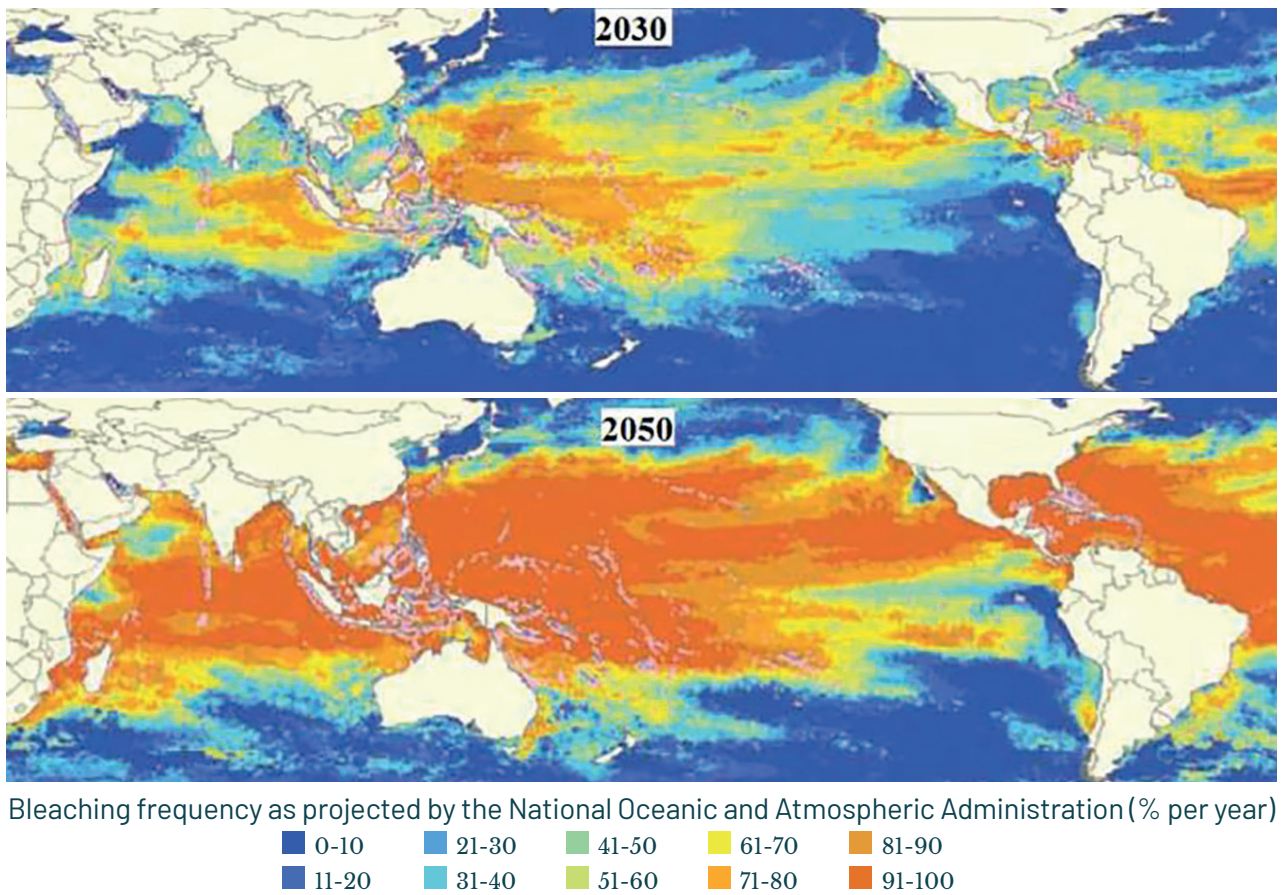 2030
2050
Bleaching frequency as projected by the National Oceanic and Atmospheric Administration (% per year)
0-10 21-30 41-50 61-70 81-90
11-20 31-40 51-60 71-80 91-100